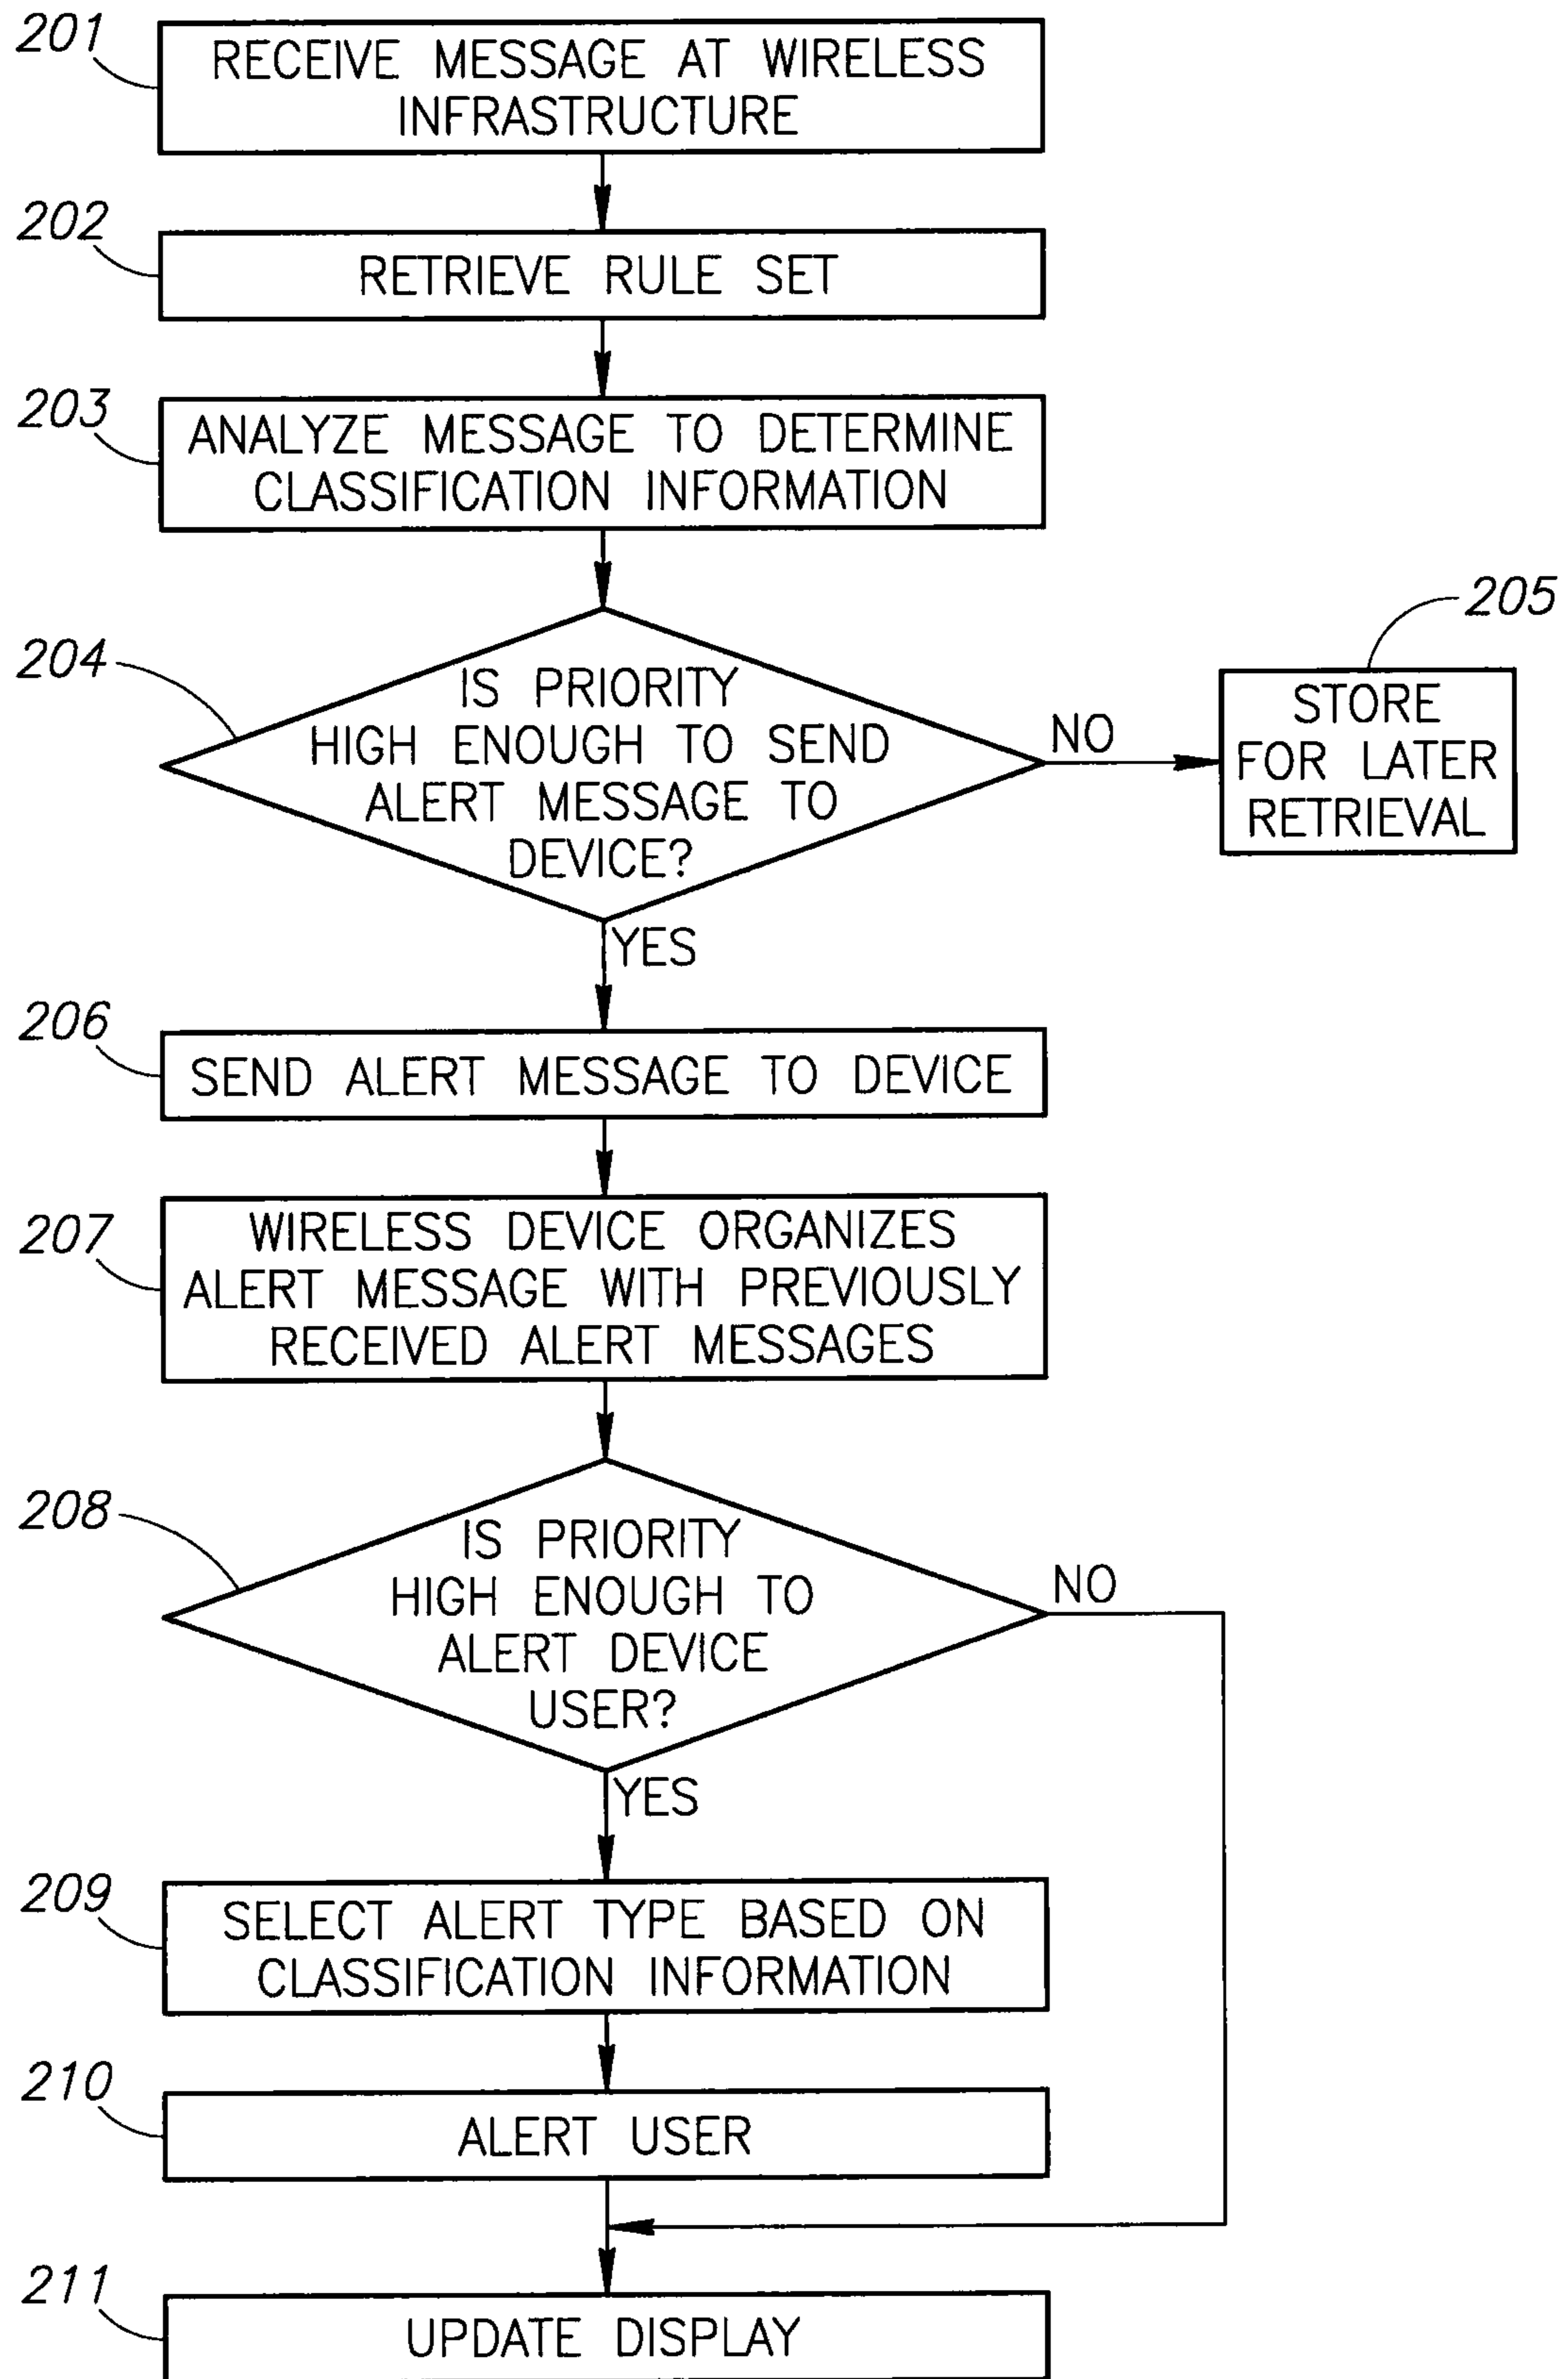 201
RECEIVE MESSAGE AT WIRELESS
INFRASTRUCTURE
202
RETRIEVE RULE SET
203
ANALYZE MESSAGE TO DETERMINE
CLASSIFICATION INFORMATION
204
IS PRIORITY
HIGH ENOUGH TO SEND
ALERT MESSAGE TO
DEVICE?
NO
205
STORE
FOR LATER
RETRIEVAL
YES
206
SEND ALERT MESSAGE TO DEVICE
207
WIRELESS DEVICE ORGANIZES
ALERT MESSAGE WITH PREVIOUSLY
RECEIVED ALERT MESSAGES
208
IS PRIORITY
HIGH ENOUGH TO
ALERT DEVICE
USER?
NO
YES
209
SELECT ALERT TYPE BASED ON
CLASSIFICATION INFORMATION
210
ALERT USER
211
UPDATE DISPLAY